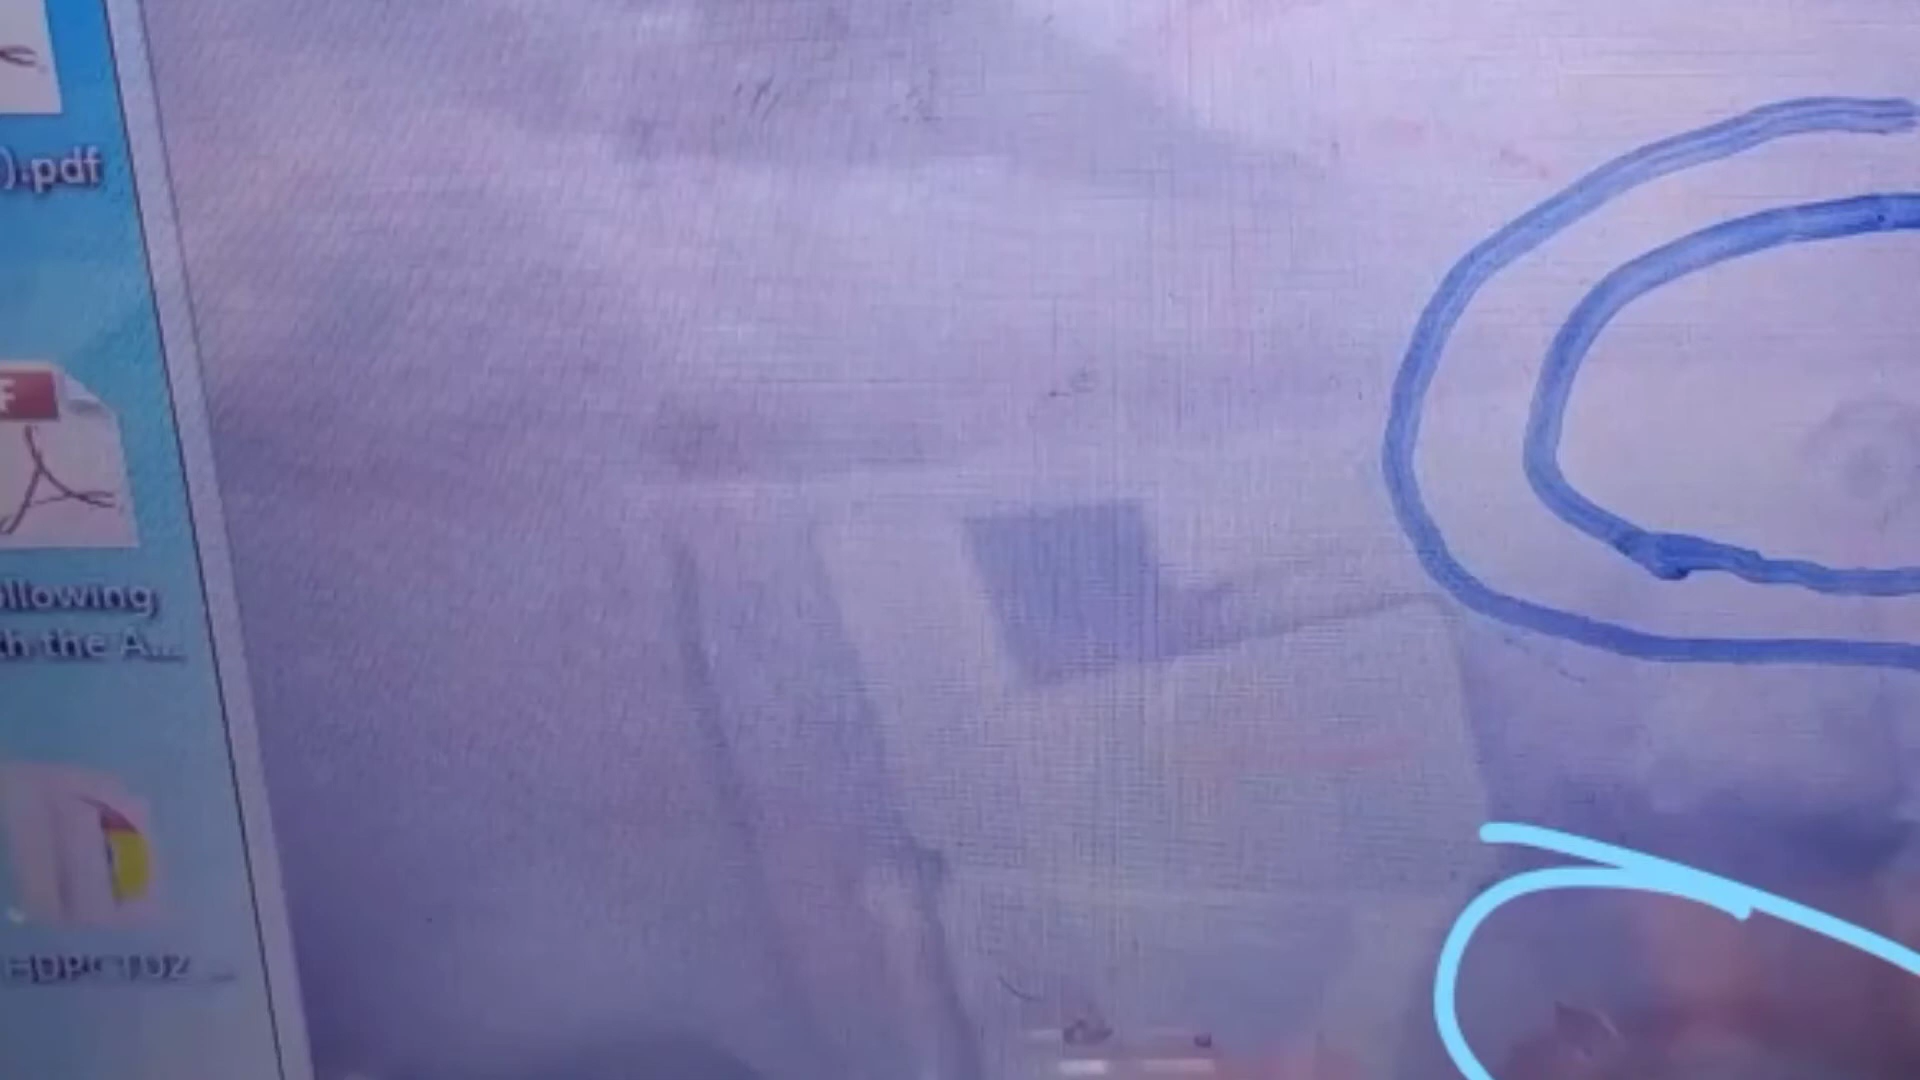 ).pdf
F
llowing
th the A...